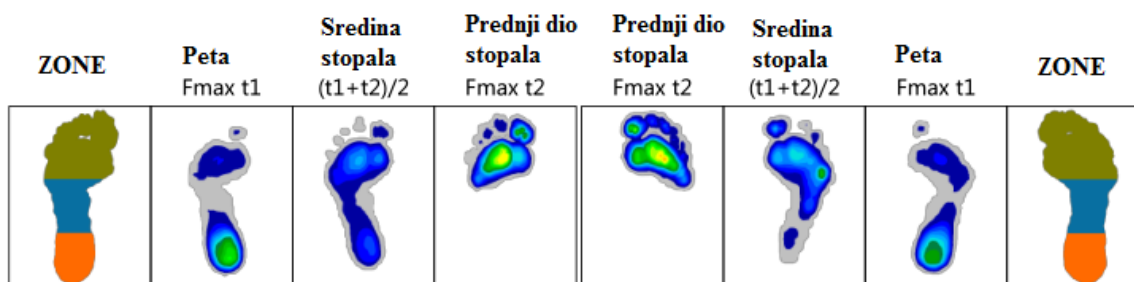 ZONE
Peta
Fmax t1
Sredina
stopala
(t1+t2)/2
Prednji dio
stopala
Fmax t2
Prednji dio
stopala
Fmax t2
Sredina
stopala
(t1+t2)/2
Peta
Fmax t1
ZONE